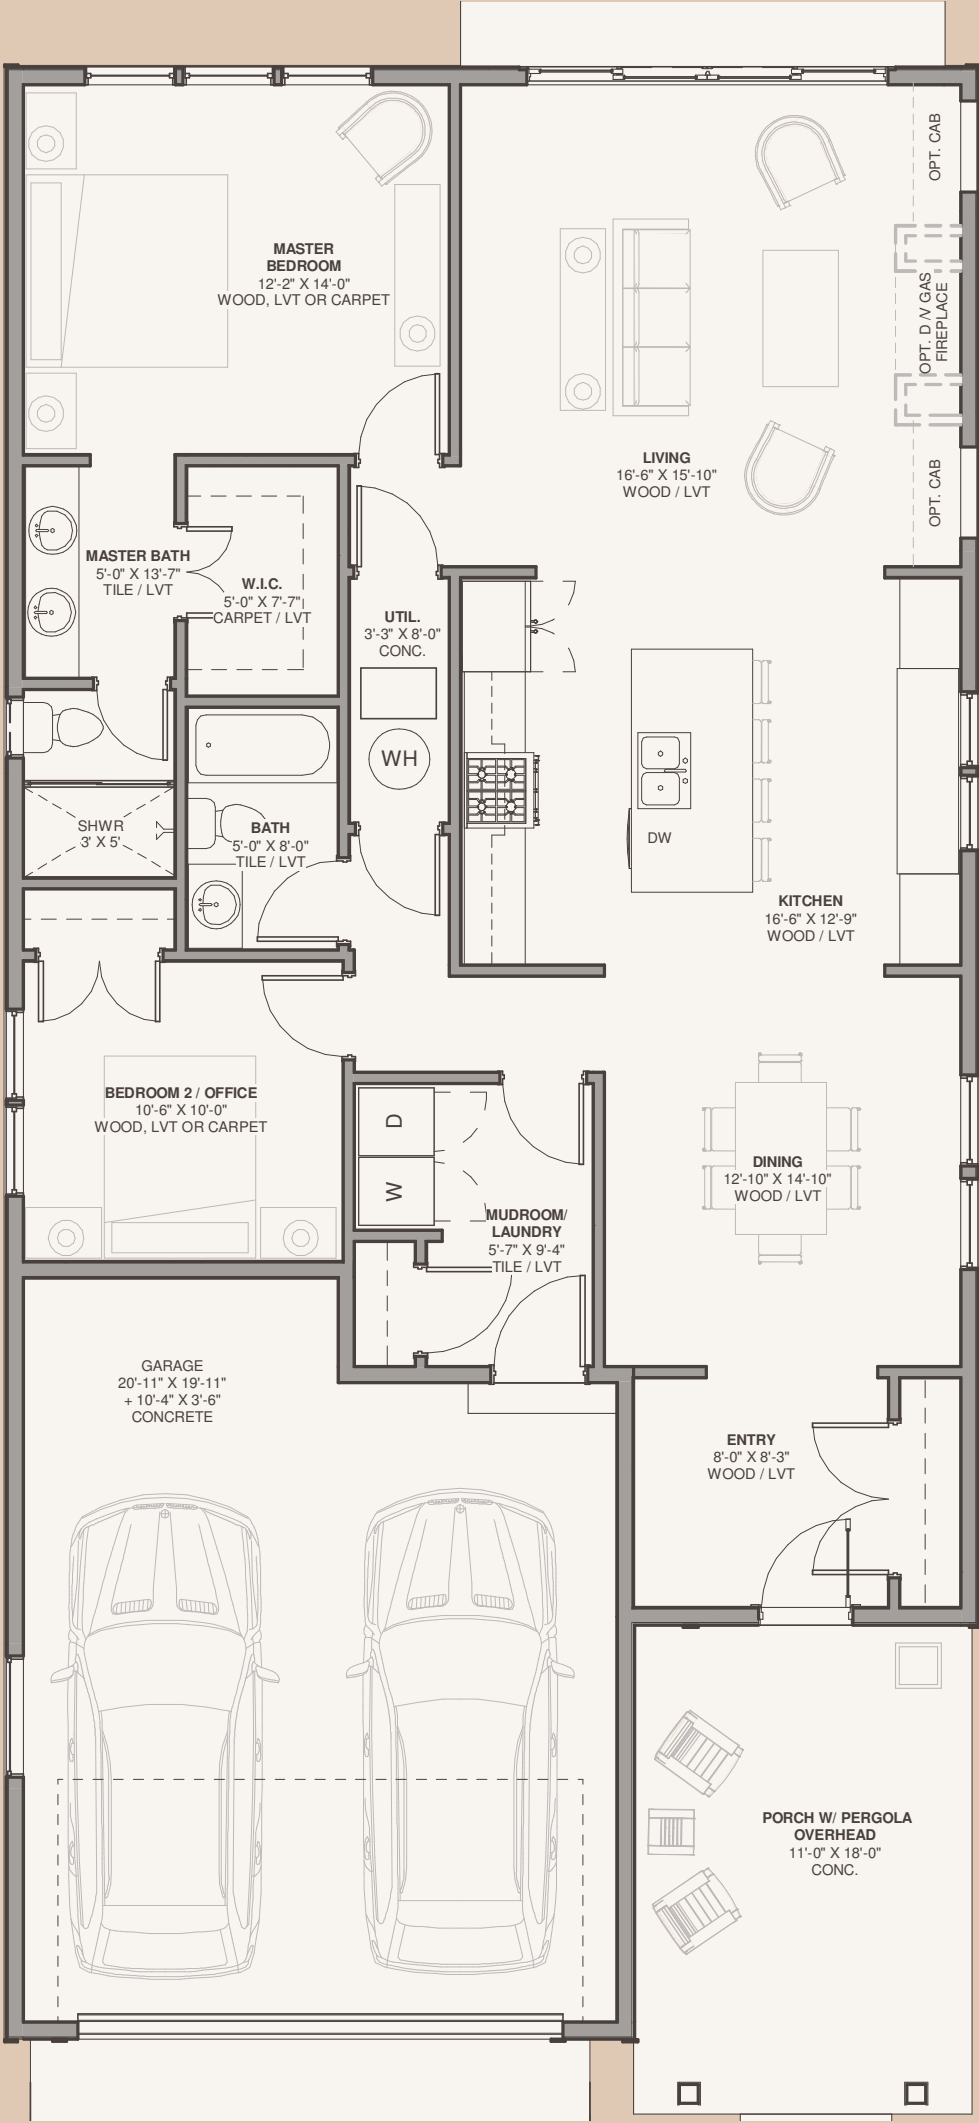 OPT. CAB
MASTER
BEDROOM
12'-2" X 14'-0"
WOOD, LVT OR CARPET
OPT. D /V GAS
FIREPLACE
LIVING
16'-6" X 15'-10"
WOOD / LVT
OPT. CAB
MASTER BATH
5'-0" X 13'-7"
TILE / LVT
W.I.C.
5'-0" X 7'-7"
CARPET / LVT
UTIL.
3'-3" X 8'-0"
CONC.
WH
SHWR
3' X 5'
BATH
5'-0" X 8'-0"
TILE / LVT
DW
KITCHEN
16'-6" X 12'-9"
WOOD / LVT
BEDROOM 2 / OFFICE
10'-6" X 10'-0"
WOOD, LVT OR CARPET
D
W
DINING
12'-10" X 14'-10"
WOOD / LVT
MUDROOM/
LAUNDRY
5'-7" X 9'-4"
TILE / LVT
GARAGE
20'-11" X 19'-11"
+ 10'-4" X 3'-6"
CONCRETE
ENTRY
8'-0" X 8'-3"
WOOD / LVT
PORCH W/ PERGOLA
OVERHEAD
11'-0" X 18'-0"
CONC.